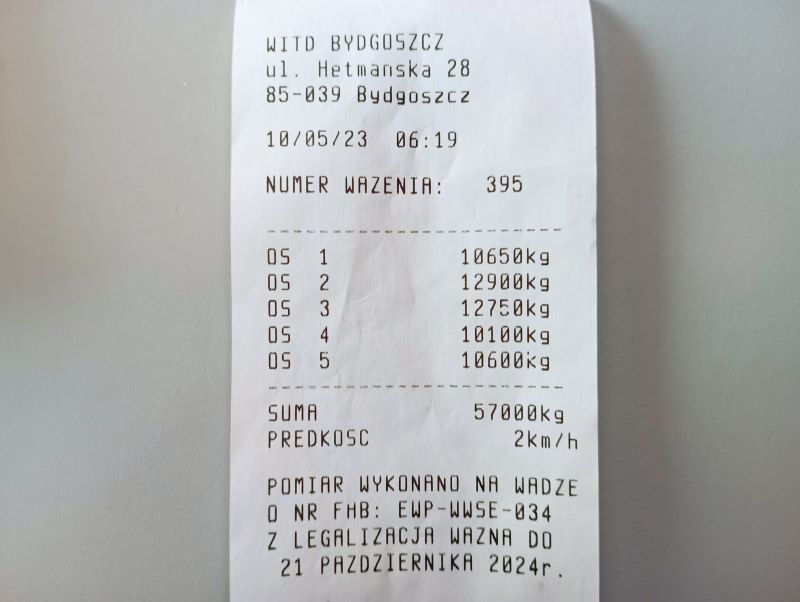 WITD BYDGOSZCZ
ul. Hetmanska 28
85-039 Bydgoszcz
10/05/23 06:19
NUMER WAZENIA: 395
OS 1 10650kg
OS 2 12900kg
OS 3 12750kg
OS 4 10100kg
OS 5 10600kg
SUMA 57000kg
PREDKOSC 2km/h
POMIAR WYKONANO NA WADZE
O NR FHB: EWP-WWSE-034
Z LEGALIZACJA WAZNA DO
21 PAZDZIERNIKA 2024r.